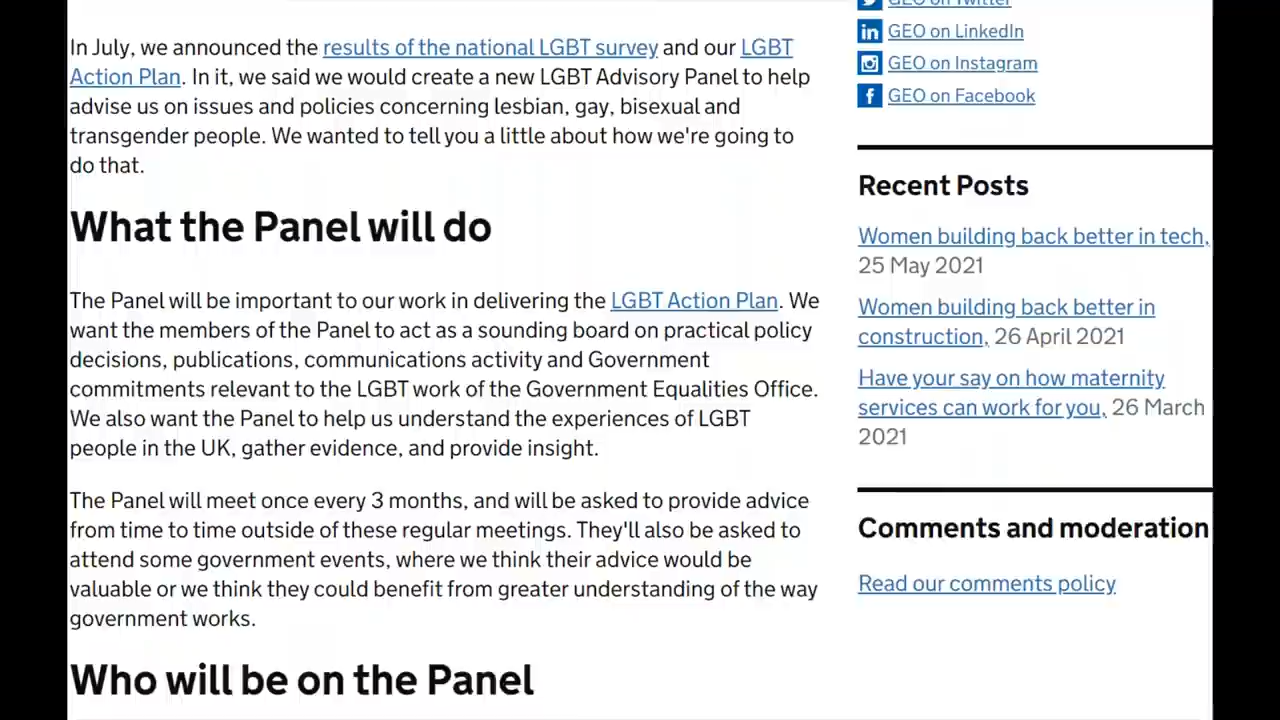 In July, we announced the results of the national LGBT survey and our LGBT
Action Plan. In it, we said we would create a new LGBT Advisory Panel to help
advise us on issues and policies concerning lesbian, gay, bisexual and
transgender people. We wanted to tell you a little about how we're going to
do that.
What the Panel will do
The Panel will be important to our work in delivering the LGBT Action Plan. We
want the members of the Panel to act as a sounding board on practical policy
decisions, publications, communications activity and Government
commitments relevant to the LGBT work of the Government Equalities Office.
We also want the Panel to help us understand the experiences of LGBT
people in the UK, gather evidence, and provide insight.
The Panel will meet once every 3 months, and will be asked to provide advice
from time to time outside of these regular meetings. They'll also be asked to
attend some government events, where we think their advice would be
valuable or we think they could benefit from greater understanding of the way
government works.
Who will be on the Panel
GEO on Twitter
GEO on LinkedIn
GEO on Instagram
GEO on Facebook
Recent Posts
Women building back better in tech,
25 May 2021
Women building back better in
construction, 26 April 2021
Have your say on how maternity
services can work for you, 26 March
2021
Comments and moderation
Read our comments policy